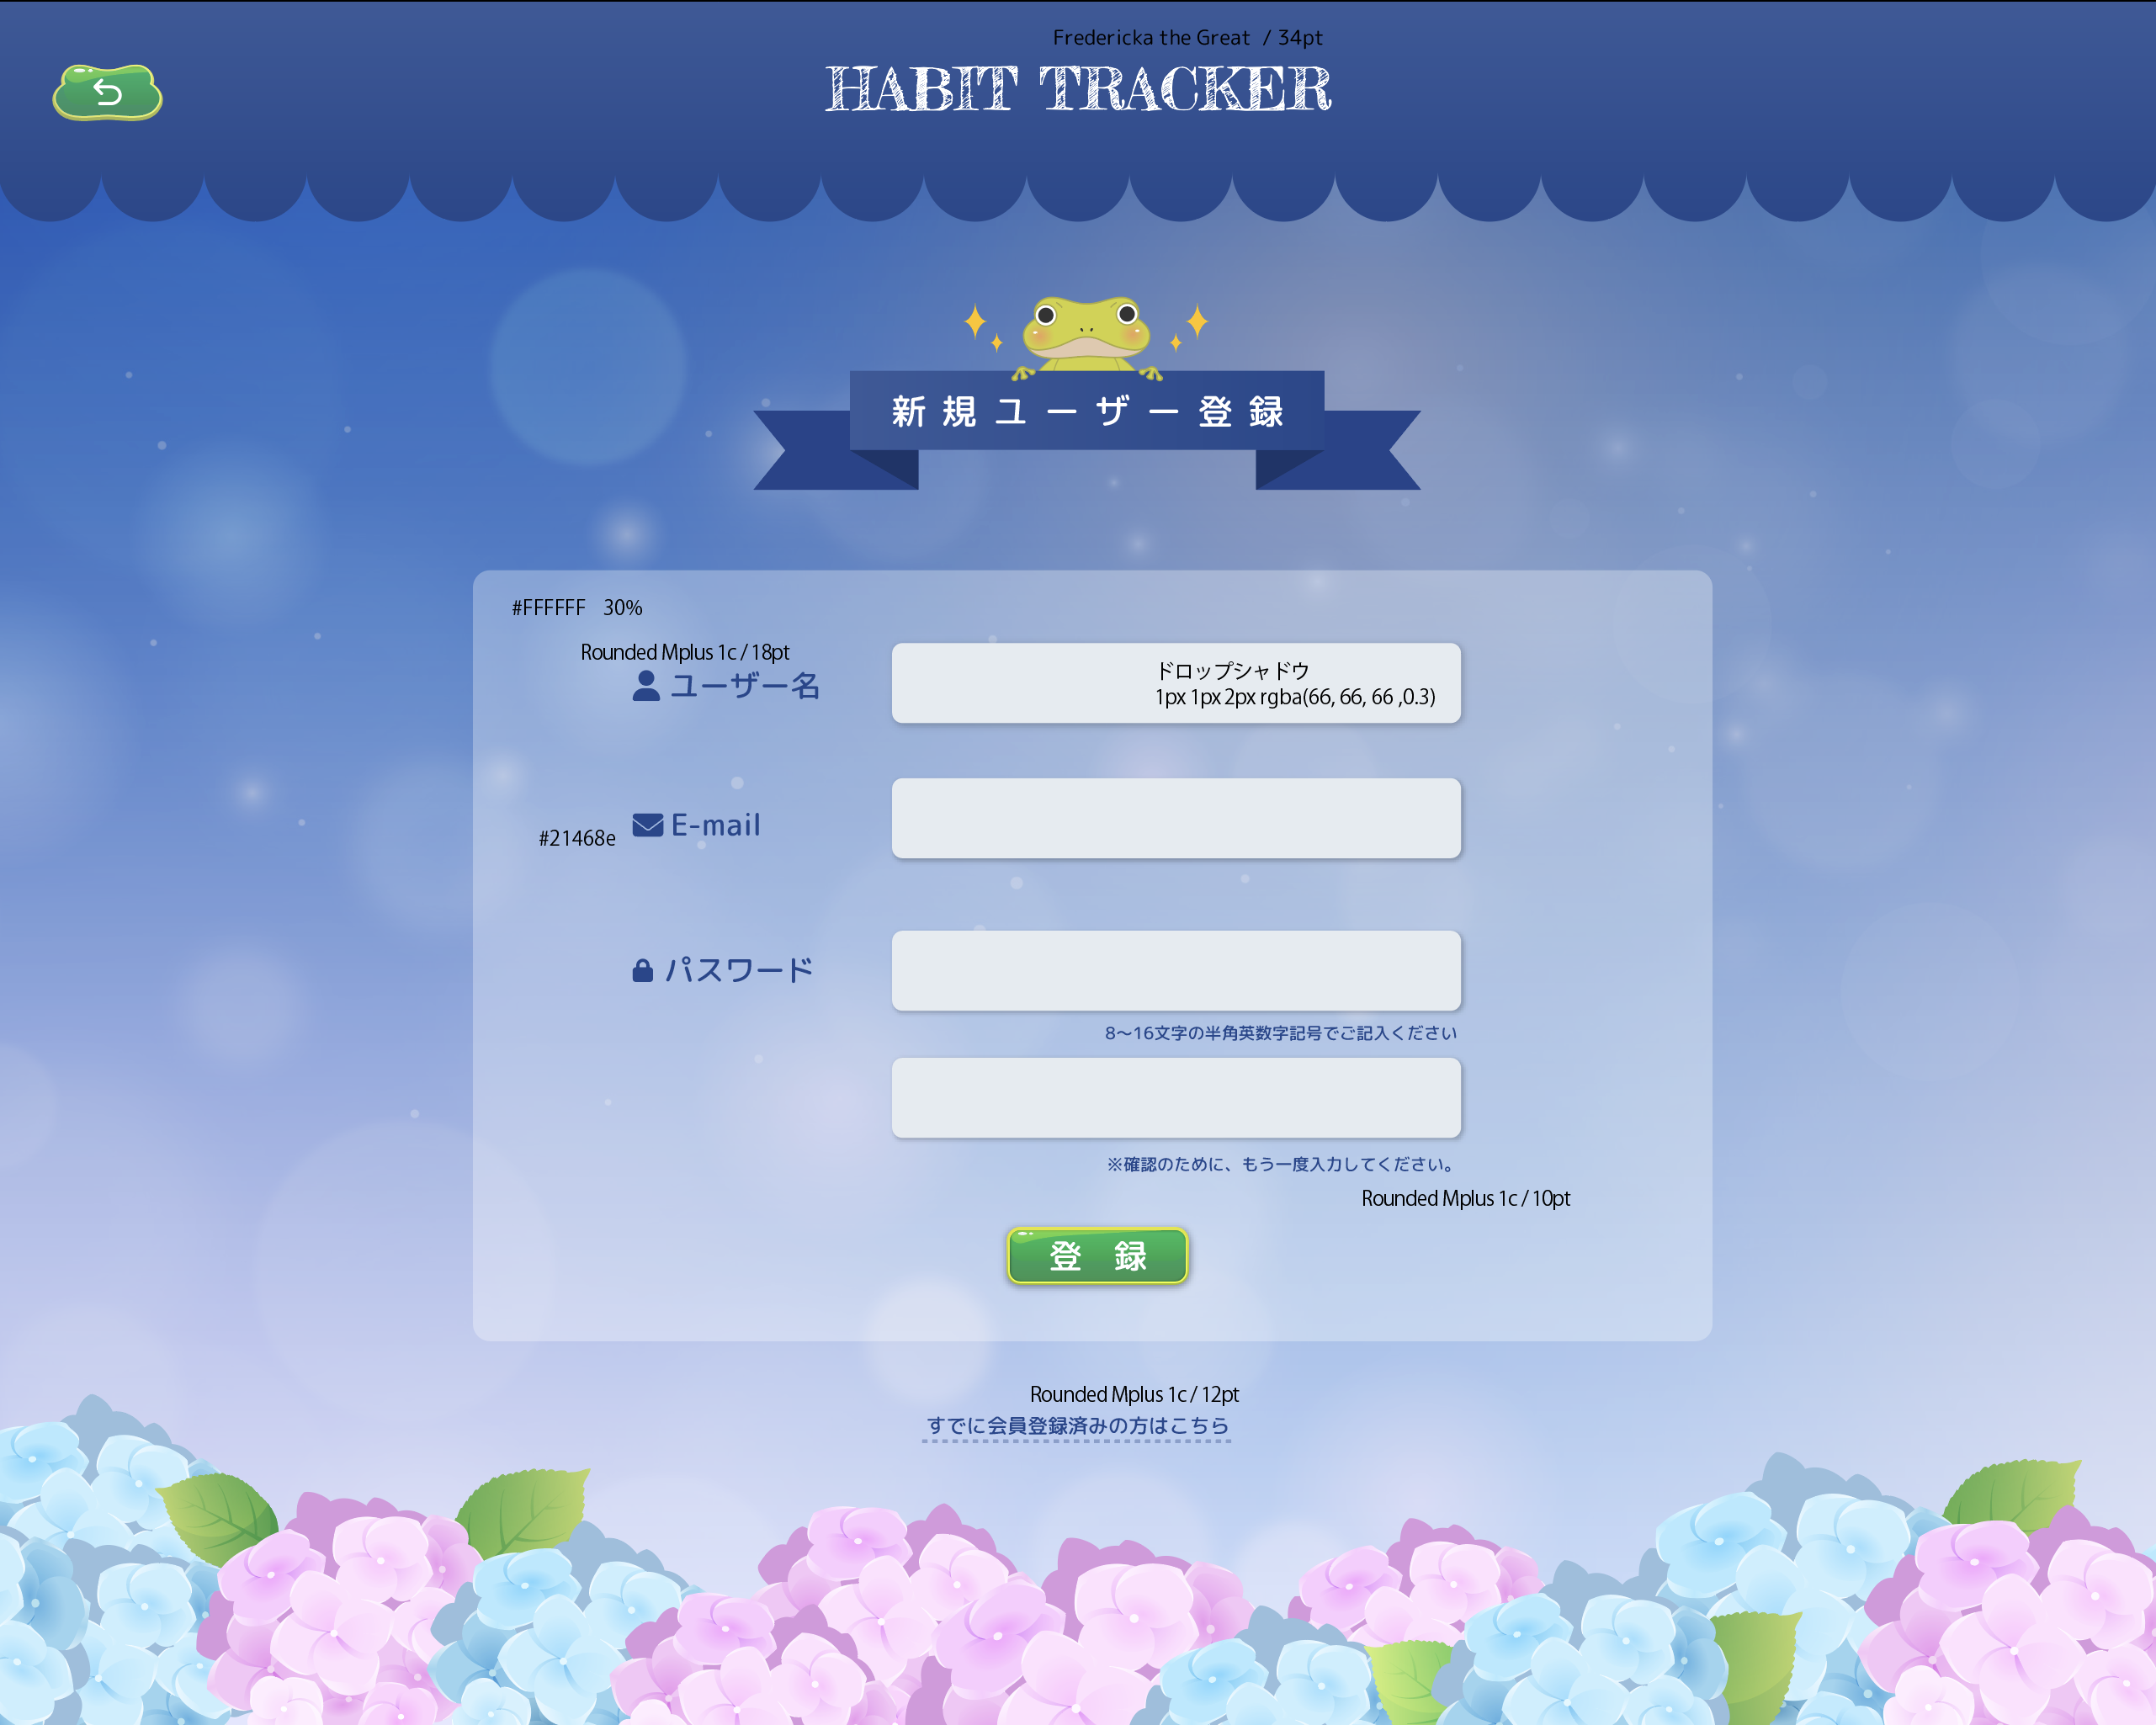 Fredericka the Great / 34pt
HABIT TRACKER
新規ユーザー登録
#FFFFFF 30%
Rounded Mplus 1c / 18pt
ユーザー名
ドロップシャドウ
1px 1px 2px rgba(66, 66, 66 ,0.3)
E-mail
#21468e
パスワード
8〜16文字の半角英数字記号でご記入ください
※確認のために、もう一度入力してください。
Rounded Mplus 1c / 10pt
登 録
Rounded Mplus 1c / 12pt
すでに会員登録済みの方はこちら